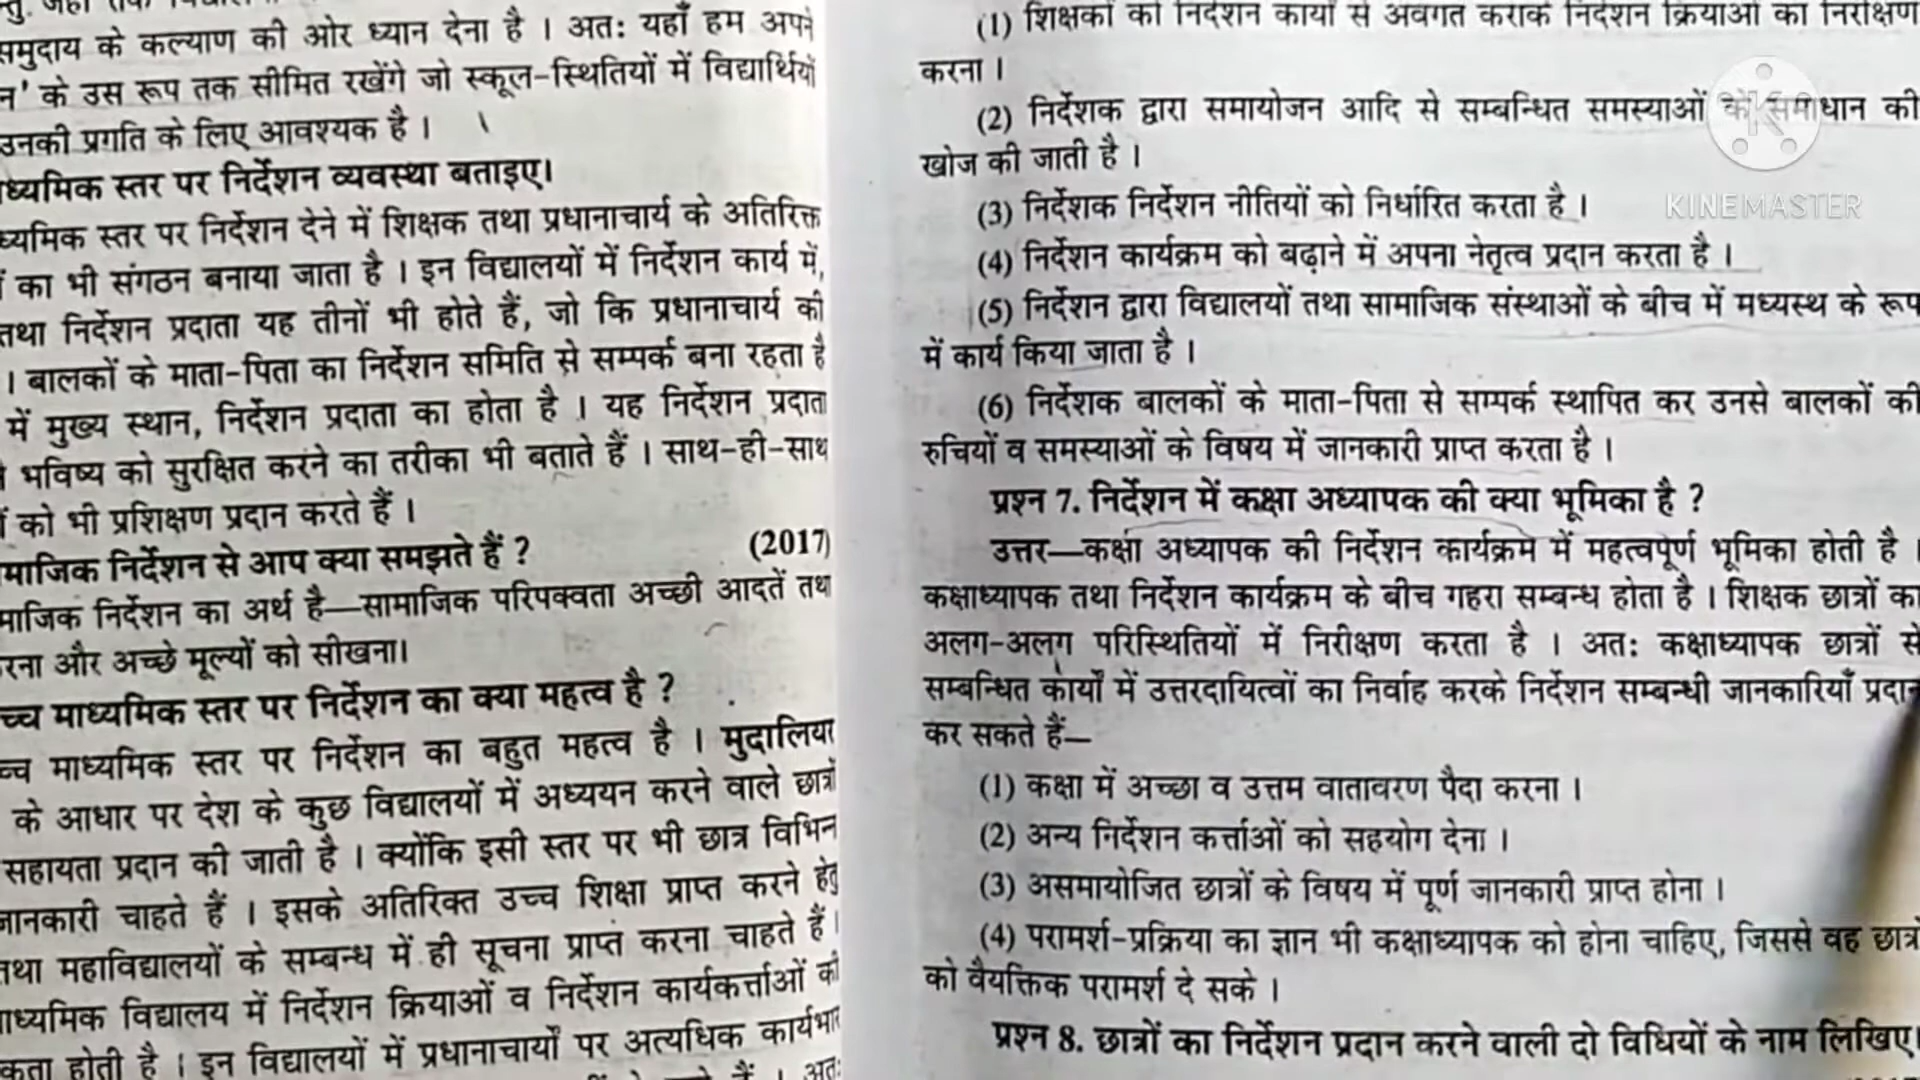 समुदाय के कल्याण की ओर ध्यान देना है । अतः यहाँ हम अपने
न' के उस रूप तक सीमित रखेंगे जो स्कूल-स्थितियों में विद्यार्थियों
उनकी प्रगति के लिए आवश्यक है ।
ध्यमिक स्तर पर निर्देशन व्यवस्था बताइए।
ध्यमिक स्तर पर निर्देशन देने में शिक्षक तथा प्रधानाचार्य के अतिरिक्त
का भी संगठन बनाया जाता है । इन विद्यालयों में निर्देशन कार्य में,
तथा निर्देशन प्रदाता यह तीनों भी होते हैं, जो कि प्रधानाचार्य की
। बालकों के माता-पिता का निर्देशन समिति से सम्पर्क बना रहता है
में मुख्य स्थान, निर्देशन प्रदाता का होता है । यह निर्देशन प्रदाता
भविष्य को सुरक्षित करने का तरीका भी बताते हैं । साथ-ही-साथ
को भी प्रशिक्षण प्रदान करते हैं ।
माजिक निर्देशन से आप क्या समझते हैं ? (2017)
माजिक निर्देशन का अर्थ है—सामाजिक परिपक्वता अच्छी आदतें तथा
रना और अच्छे मूल्यों को सीखना।
च्च माध्यमिक स्तर पर निर्देशन का क्या महत्व है ?
च्च माध्यमिक स्तर पर निर्देशन का बहुत महत्व है । मुदालियर
के आधार पर देश के कुछ विद्यालयों में अध्ययन करने वाले छात्रों
सहायता प्रदान की जाती है । क्योंकि इसी स्तर पर भी छात्र विभिन्न
जानकारी चाहते हैं । इसके अतिरिक्त उच्च शिक्षा प्राप्त करने हेतु
तथा महाविद्यालयों के सम्बन्ध में ही सूचना प्राप्त करना चाहते हैं।
ाध्यमिक विद्यालय में निर्देशन क्रियाओं व निर्देशन कार्यकर्त्ताओं की
कता होती है । इन विद्यालयों में प्रधानाचार्यों पर अत्यधिक कार्यभार
अतः
(1) शिक्षकों को निर्देशन कार्यों से अवगत कराके निर्देशन क्रियाओं का निरीक्षण
करना ।
(2) निर्देशक द्वारा समायोजन आदि से सम्बन्धित समस्याओं के समाधान की
खोज की जाती है ।
(3) निर्देशक निर्देशन नीतियों को निर्धारित करता है ।
(4) निर्देशन कार्यक्रम को बढ़ाने में अपना नेतृत्व प्रदान करता है ।
(5) निर्देशन द्वारा विद्यालयों तथा सामाजिक संस्थाओं के बीच में मध्यस्थ के रूप
में कार्य किया जाता है ।
(6) निर्देशक बालकों के माता-पिता से सम्पर्क स्थापित कर उनसे बालकों की
रुचियों व समस्याओं के विषय में जानकारी प्राप्त करता है ।
प्रश्न 7. निर्देशन में कक्षा अध्यापक की क्या भूमिका है ?
उत्तर—कक्षा अध्यापक की निर्देशन कार्यक्रम में महत्वपूर्ण भूमिका होती है ।
कक्षाध्यापक तथा निर्देशन कार्यक्रम के बीच गहरा सम्बन्ध होता है । शिक्षक छात्रों का
अलग-अलग परिस्थितियों में निरीक्षण करता है । अतः कक्षाध्यापक छात्रों से
सम्बन्धित कार्यों में उत्तरदायित्वों का निर्वाह करके निर्देशन सम्बन्धी जानकारियाँ प्रदान
कर सकते हैं—
(1) कक्षा में अच्छा व उत्तम वातावरण पैदा करना ।
(2) अन्य निर्देशन कर्त्ताओं को सहयोग देना ।
(3) असमायोजित छात्रों के विषय में पूर्ण जानकारी प्राप्त होना ।
(4) परामर्श-प्रक्रिया का ज्ञान भी कक्षाध्यापक को होना चाहिए, जिससे वह छात्रों
को वैयक्तिक परामर्श दे सके ।
प्रश्न 8. छात्रों का निर्देशन प्रदान करने वाली दो विधियों के नाम लिखिए।
KINEMASTER